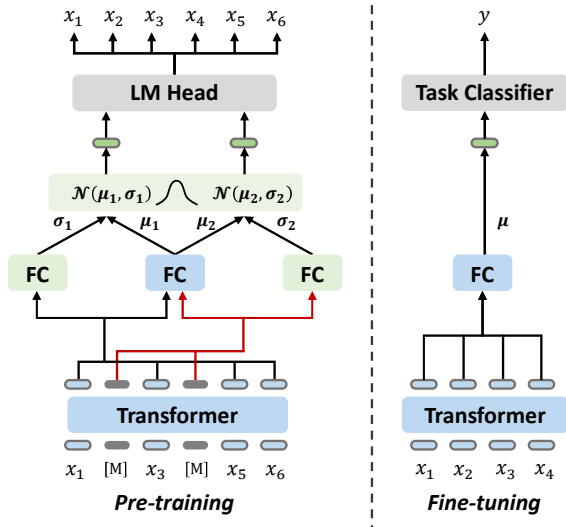 x₁ x₂ x₃ x₄ x₅ x₆
LM Head
𝒩(μ₁, σ₁) 𝒩(μ₂, σ₂)
σ₁ μ₁ μ₂ σ₂
FC FC FC
Transformer
x₁ [M] x₃ [M] x₅ x₆
Pre-training
y
Task Classifier
μ
FC
Transformer
x₁ x₂ x₃ x₄
Fine-tuning